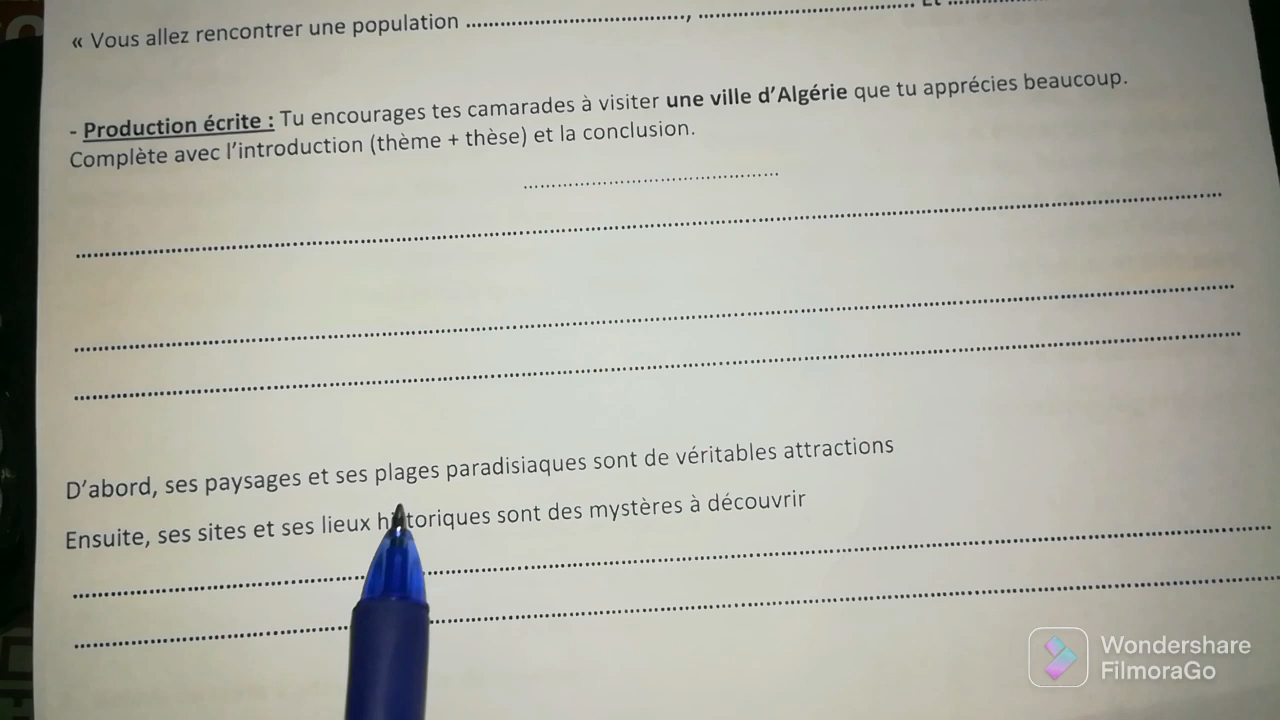 « Vous allez rencontrer une population ........................................, ........................................ Et ....................
- Production écrite : Tu encourages tes camarades à visiter une ville d'Algérie que tu apprécies beaucoup.
Complète avec l'introduction (thème + thèse) et la conclusion.
D'abord, ses paysages et ses plages paradisiaques sont de véritables attractions
Ensuite, ses sites et ses lieux historiques sont des mystères à découvrir
Wondershare
FilmoraGo